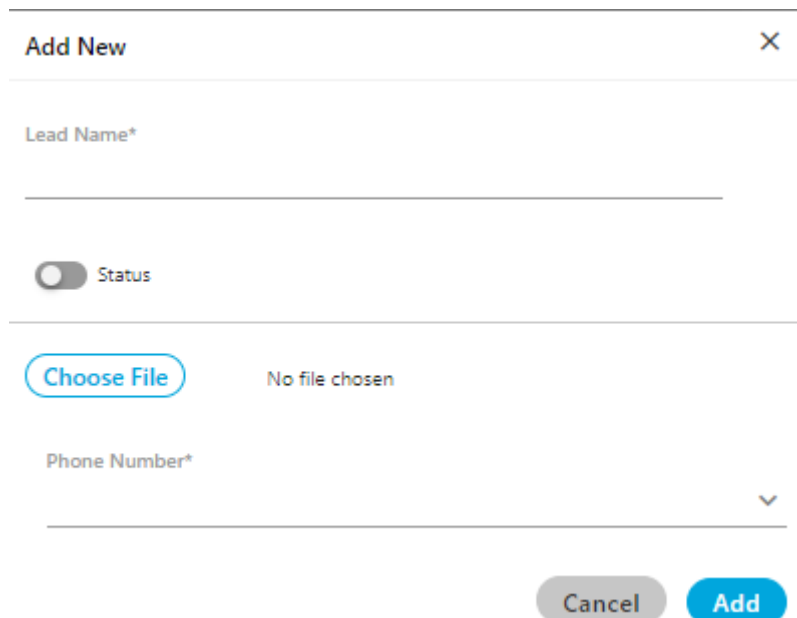 Add New
Lead Name*
Status
Choose File No file chosen
Phone Number*
Cancel Add